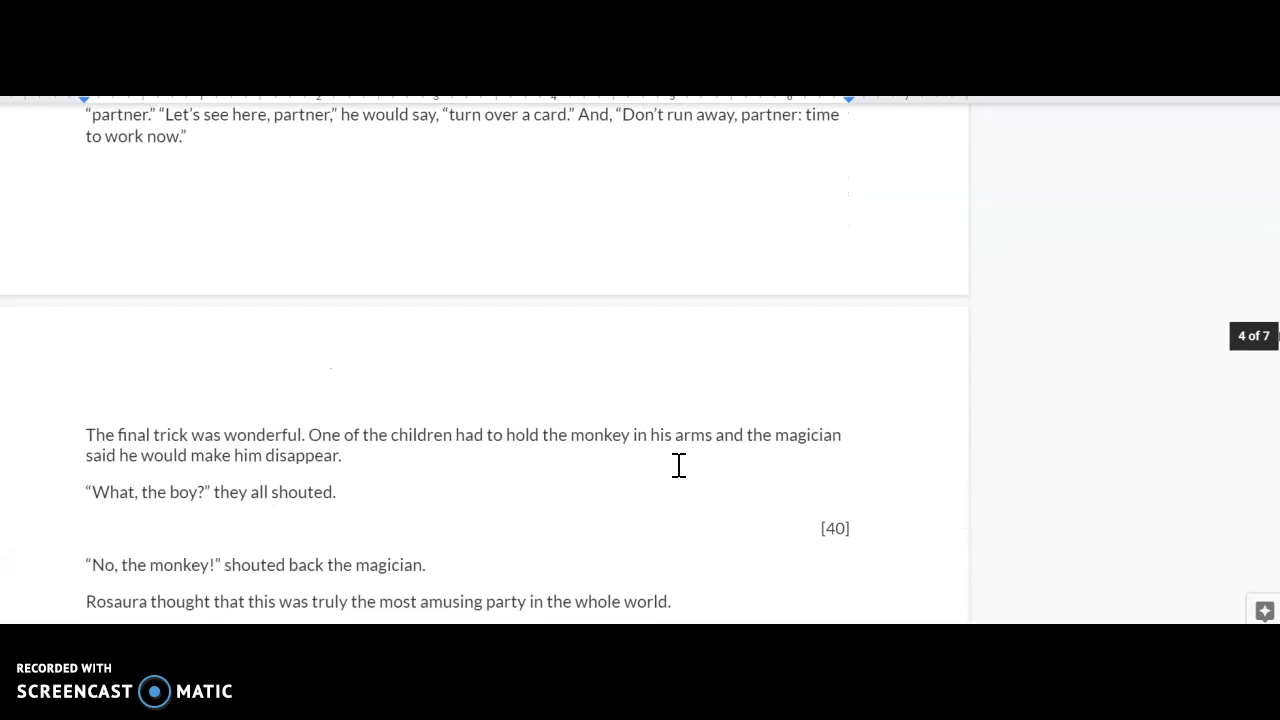 “partner.” “Let’s see here, partner,” he would say, “turn over a card.” And, “Don’t run away, partner: time
to work now.”
4 of 7
The final trick was wonderful. One of the children had to hold the monkey in his arms and the magician
said he would make him disappear.
“What, the boy?” they all shouted.
[40]
“No, the monkey!” shouted back the magician.
Rosaura thought that this was truly the most amusing party in the whole world.
RECORDED WITH
SCREENCAST MATIC